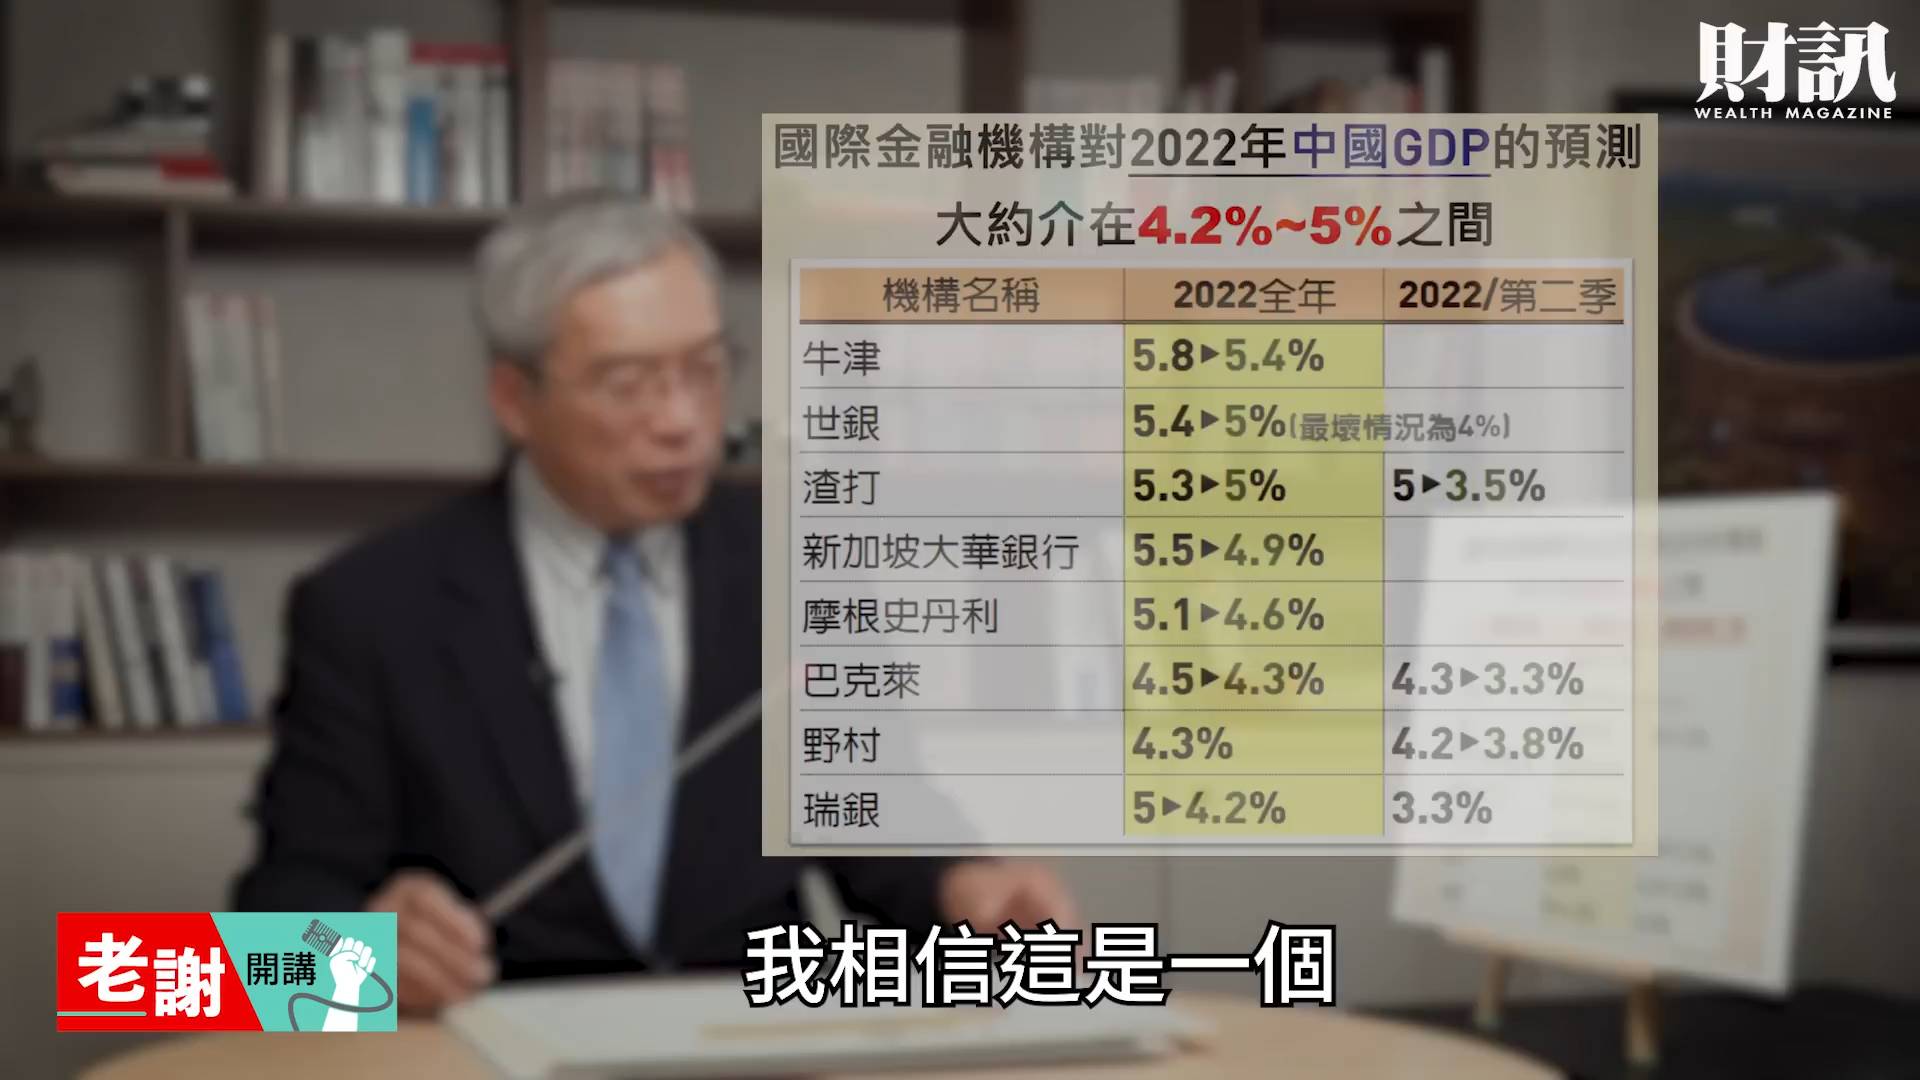 財訊
WEALTH MAGAZINE
國際金融機構對2022年中國GDP的預測
大約介在4.2%~5%之間
機構名稱 2022全年 2022/第二季
牛津 5.8▶5.4%
世銀 5.4▶5%(最壞情況為4%)
渣打 5.3▶5% 5▶3.5%
新加坡大華銀行 5.5▶4.9%
摩根史丹利 5.1▶4.6%
巴克萊 4.5▶4.3% 4.3▶3.3%
野村 4.3% 4.2▶3.8%
瑞銀 5▶4.2% 3.3%
老謝 開講
我相信這是一個